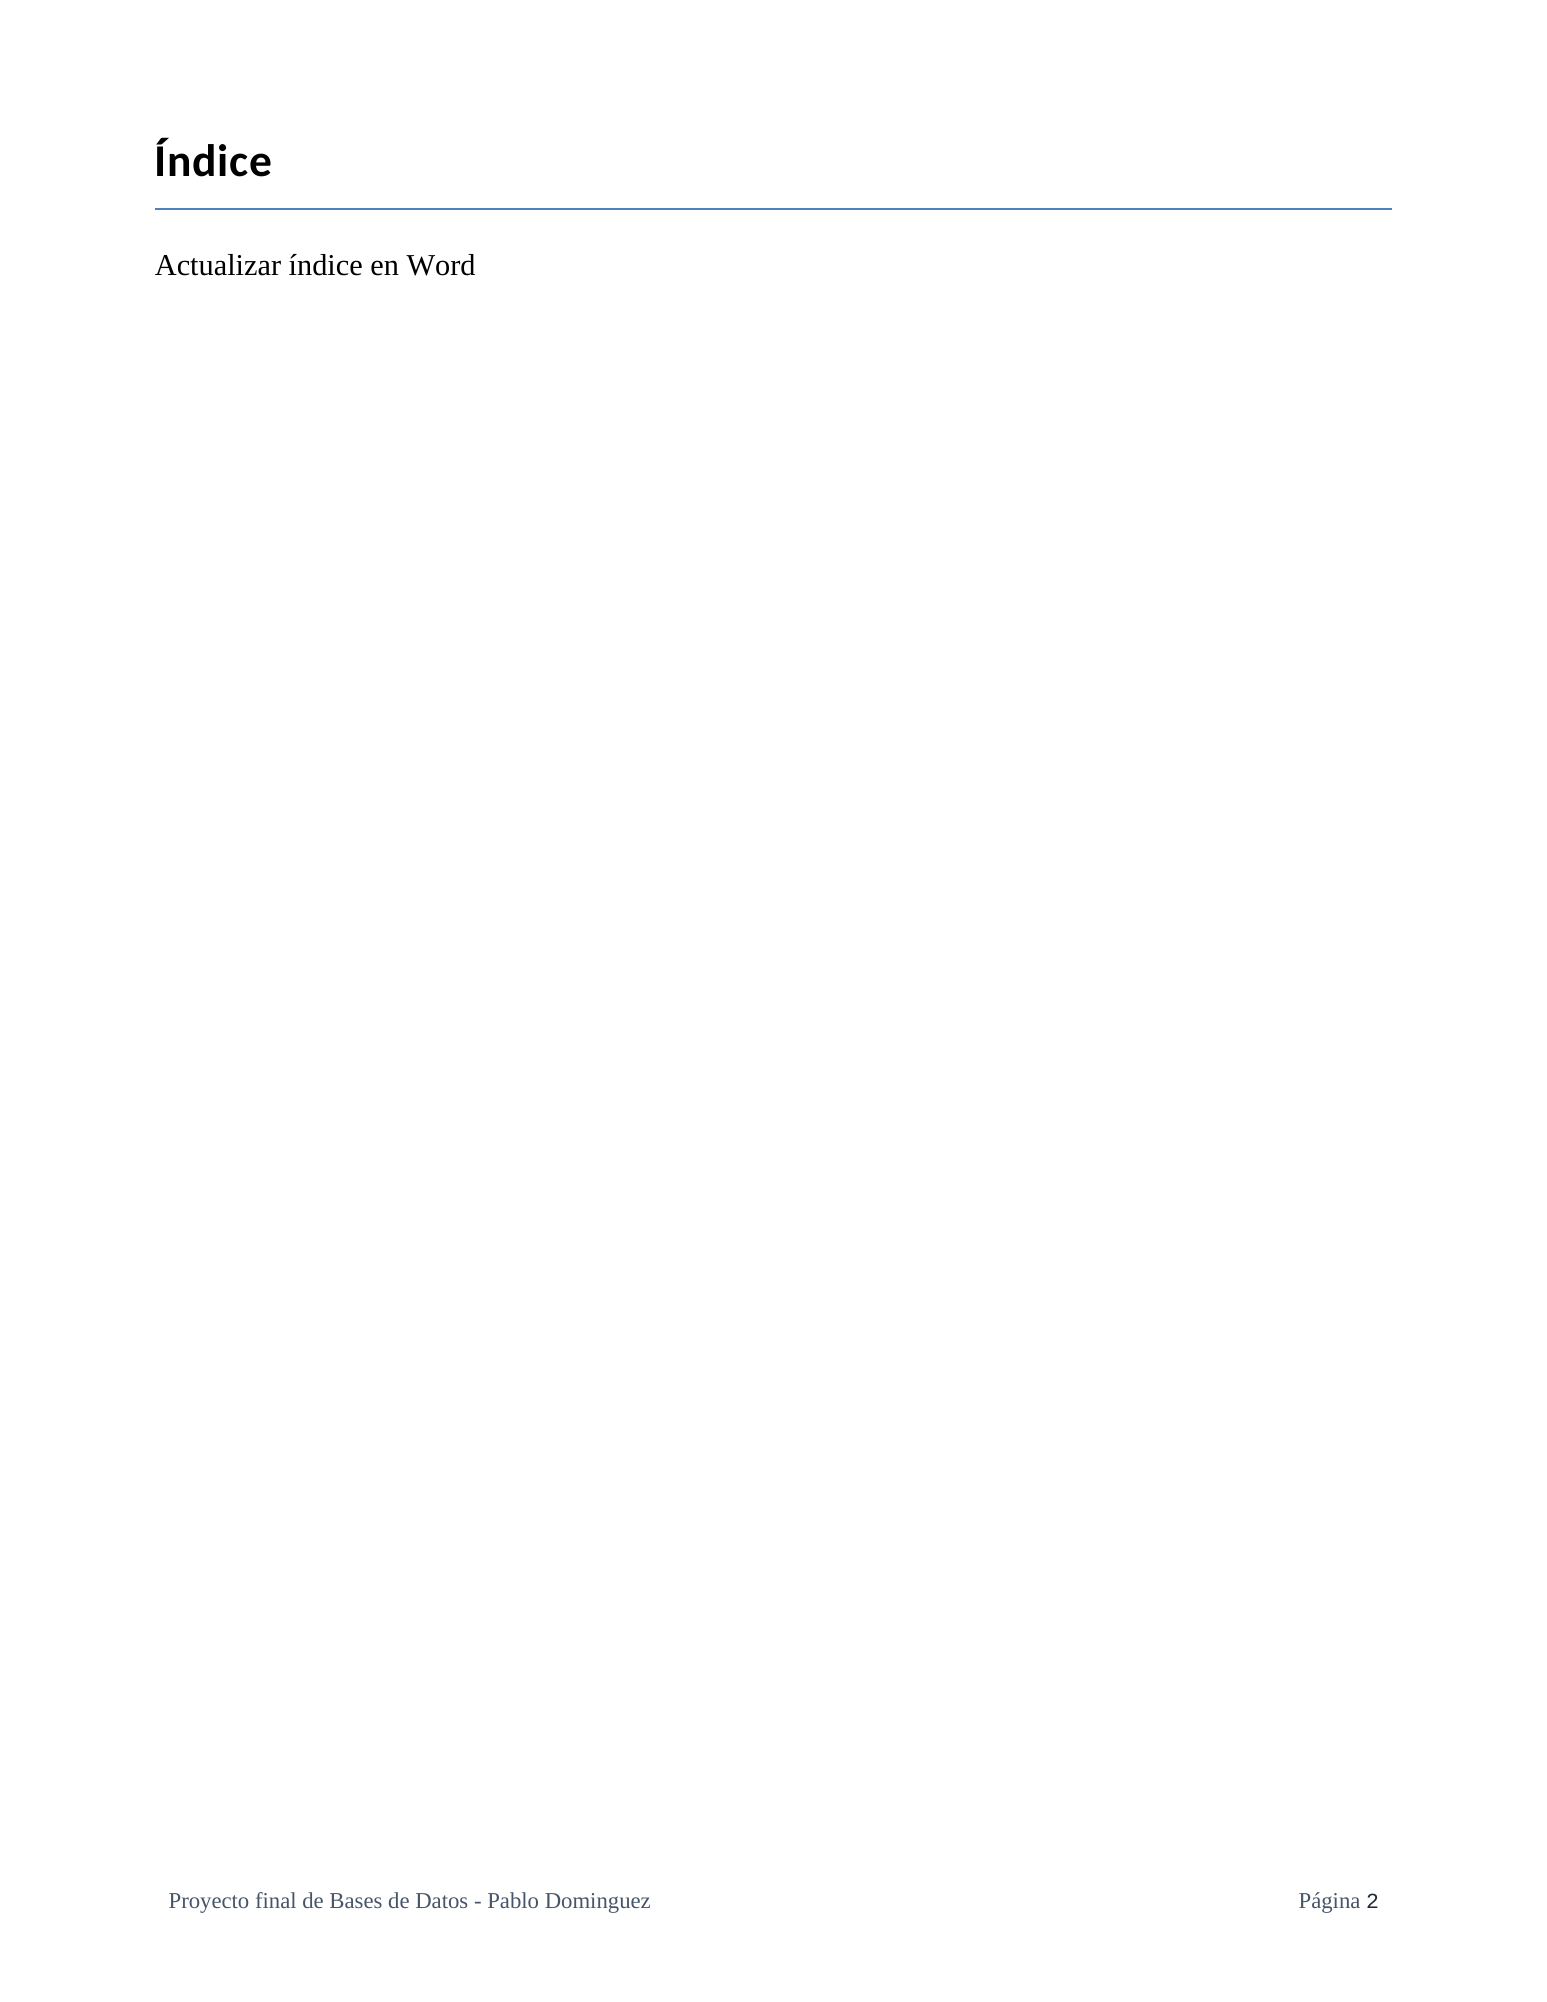 Índice
Actualizar índice en Word
Proyecto final de Bases de Datos - Pablo Dominguez Página 2